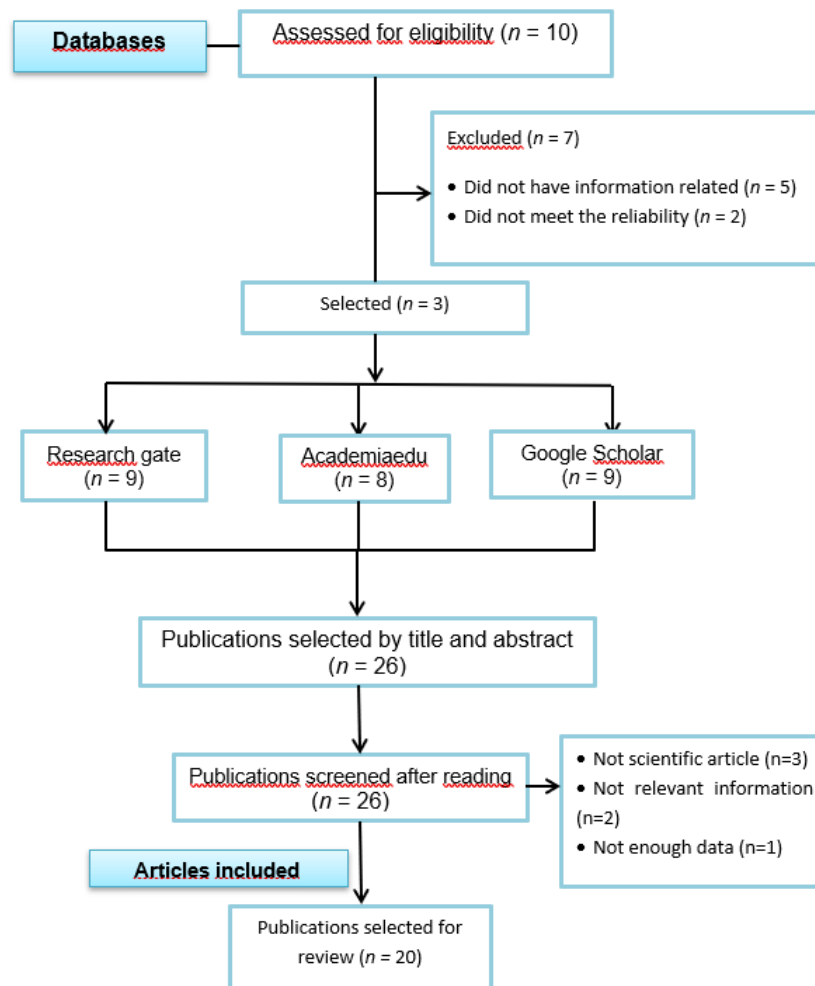 Databases
Assessed for eligibility (n = 10)
Excluded (n = 7)
• Did not have information related (n = 5)
• Did not meet the reliability (n = 2)
Selected (n = 3)
Research gate
(n = 9)
Academiaedu
(n = 8)
Google Scholar
(n = 9)
Publications selected by title and abstract
(n = 26)
Publications screened after reading
(n = 26)
• Not scientific article (n=3)
• Not relevant information
(n=2)
• Not enough data (n=1)
Articles included
Publications selected for
review (n = 20)